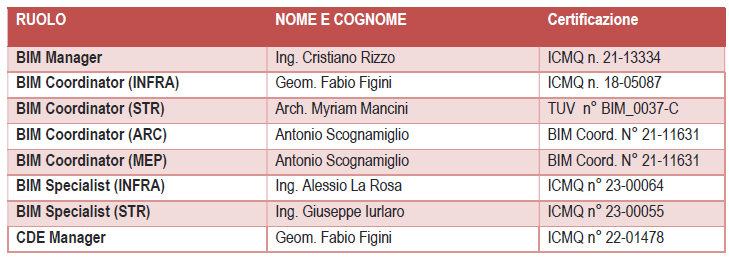 RUOLO NOME E COGNOME Certificazione
BIM Manager Ing. Cristiano Rizzo ICMQ n. 21-13334
BIM Coordinator (INFRA) Geom. Fabio Figini ICMQ n. 18-05087
BIM Coordinator (STR) Arch. Myriam Mancini TUV n° BIM_0037-C
BIM Coordinator (ARC) Antonio Scognamiglio BIM Coord. N° 21-11631
BIM Coordinator (MEP) Antonio Scognamiglio BIM Coord. N° 21-11631
BIM Specialist (INFRA) Ing. Alessio La Rosa ICMQ n° 23-00064
BIM Specialist (STR) Ing. Giuseppe Iurlaro ICMQ n° 23-00055
CDE Manager Geom. Fabio Figini ICMQ n° 22-01478